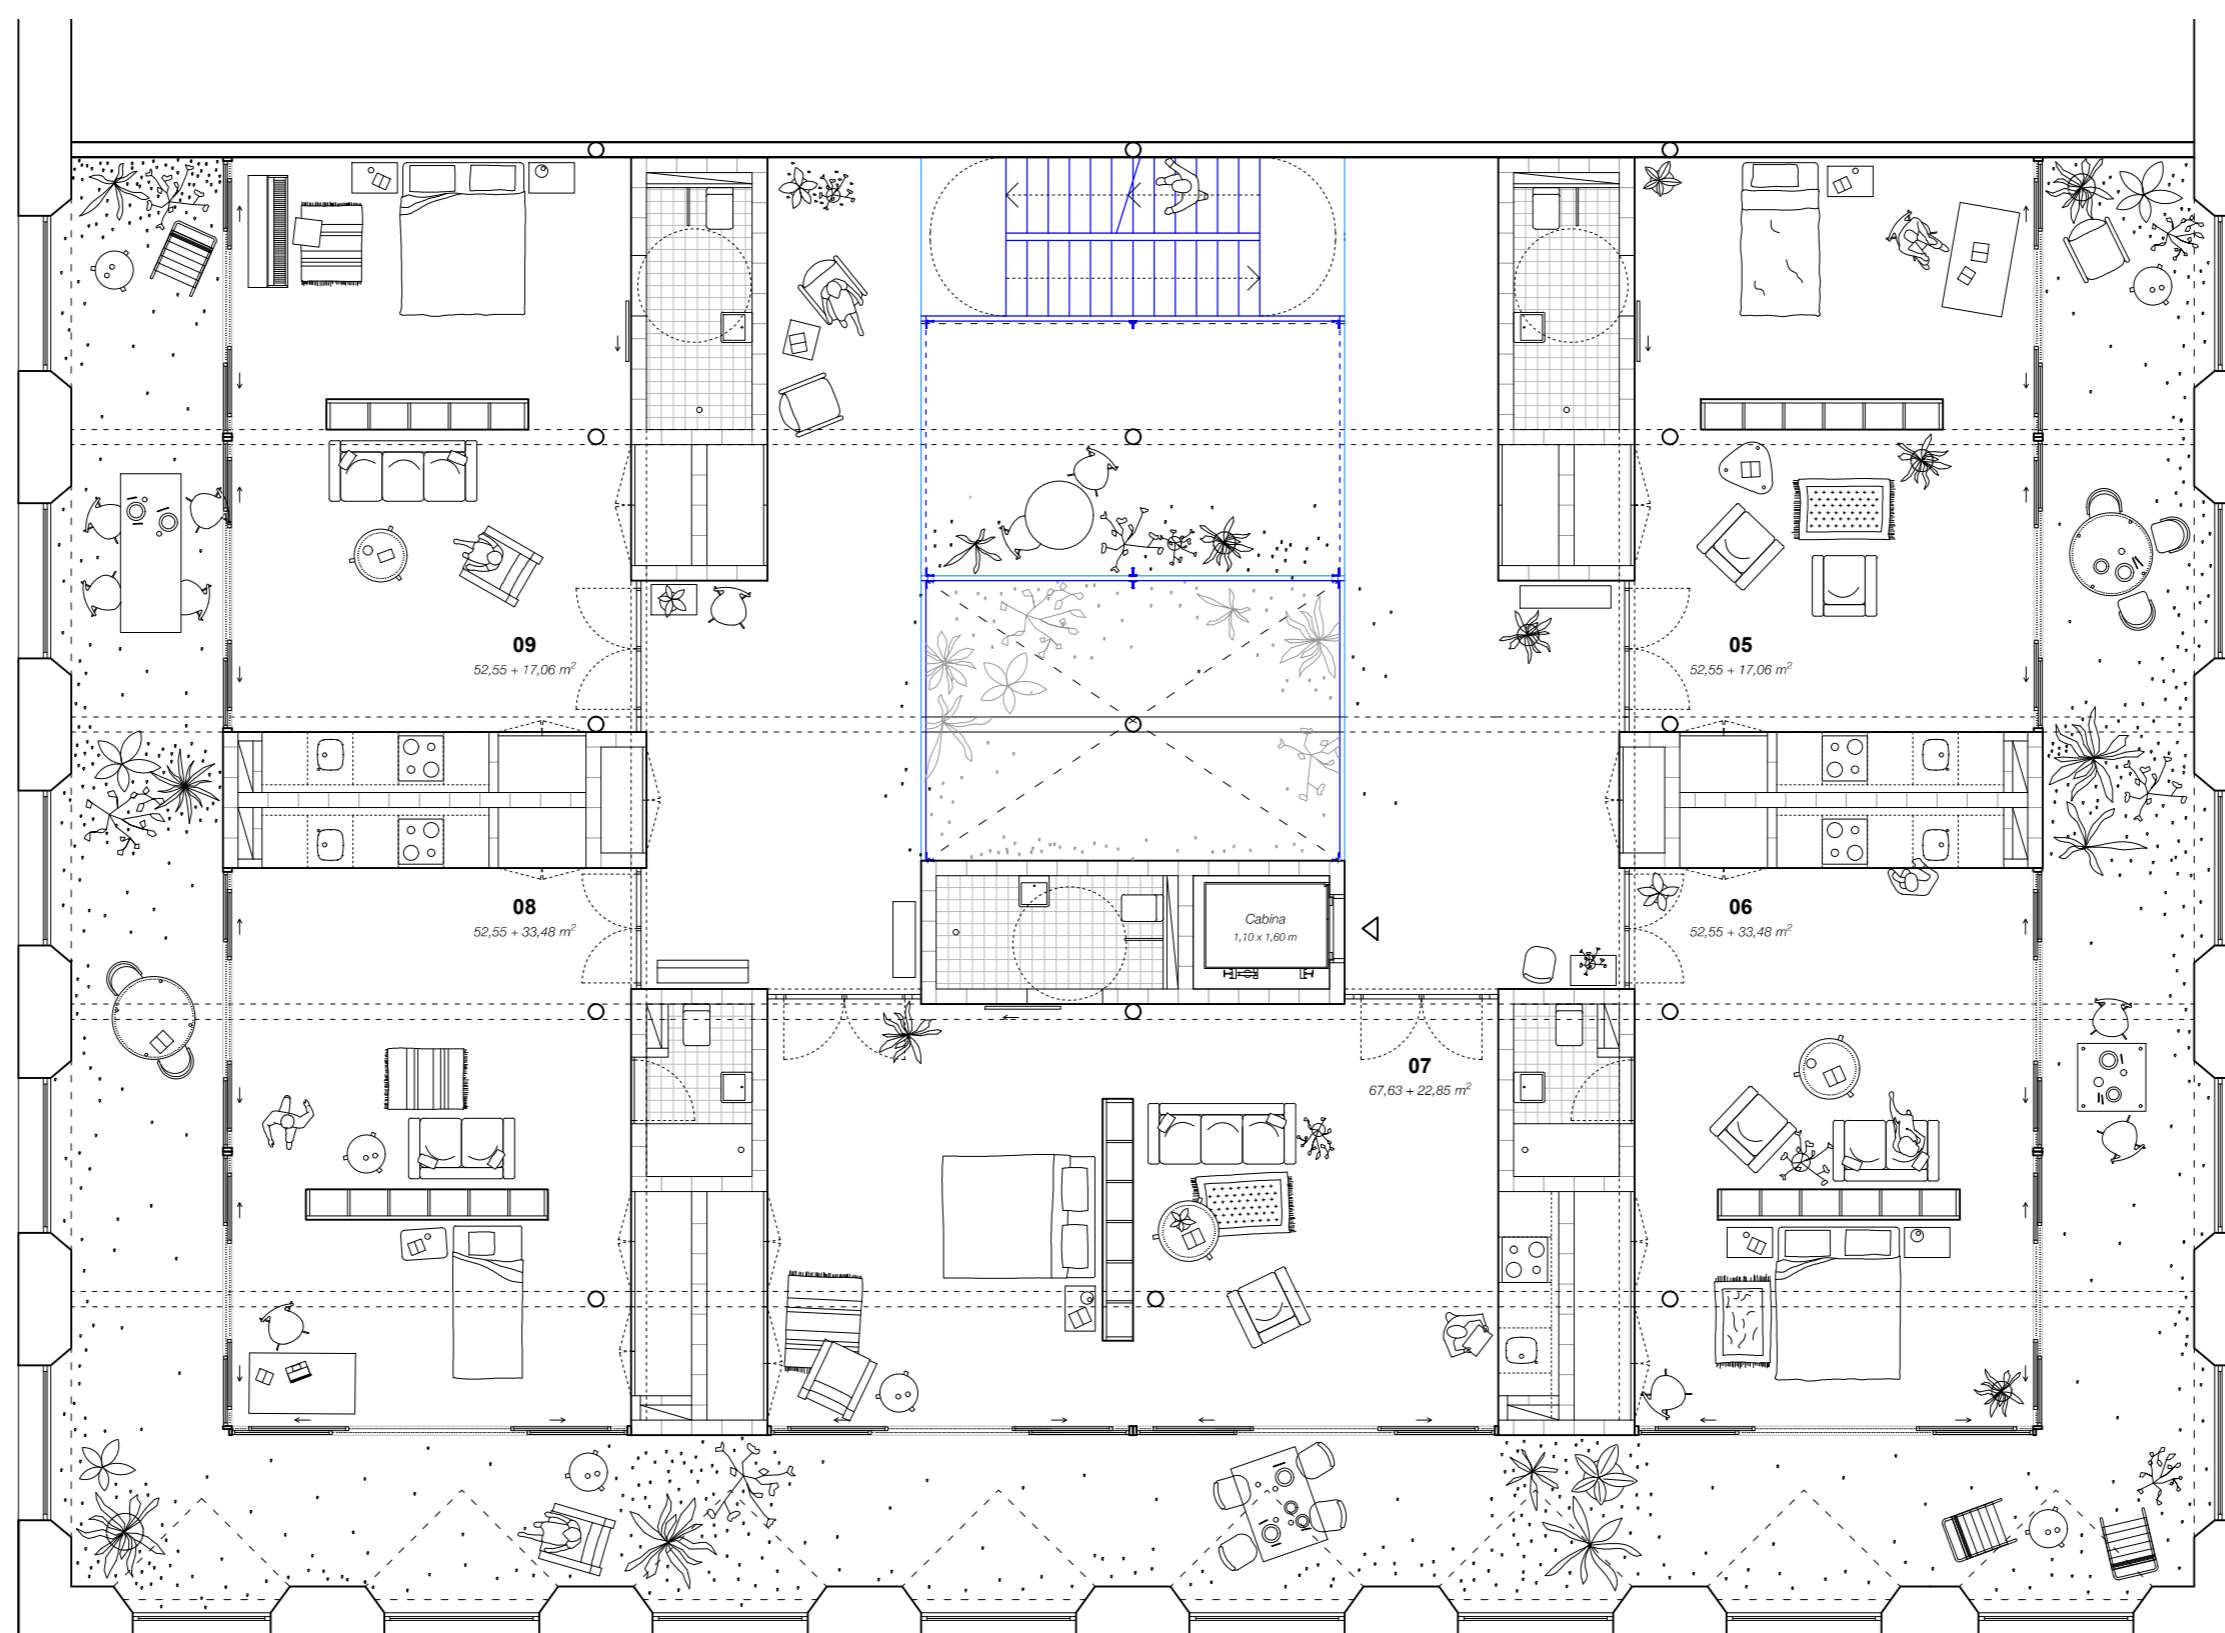 09
52,55 + 17,06 m²
05
52,55 + 17,06 m²
08
52,55 + 33,48 m²
Cabina
1,10 x 1,60 m
06
52,55 + 33,48 m²
07
67,63 + 22,85 m²